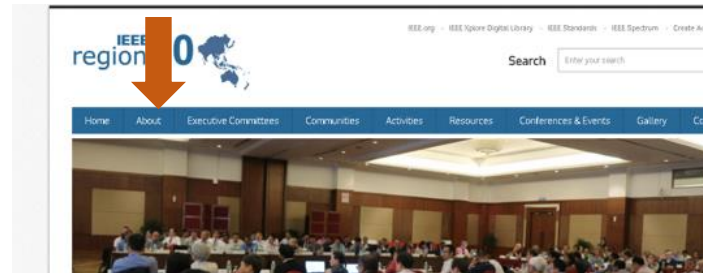 IEEE.org - IEEE Xplore Digital Library - IEEE Standards - IEEE Spectrum - Create
IEEE
region 0
Search Enter your search
Home About Executive Committees Communities Activities Resources Conferences & Events Gallery